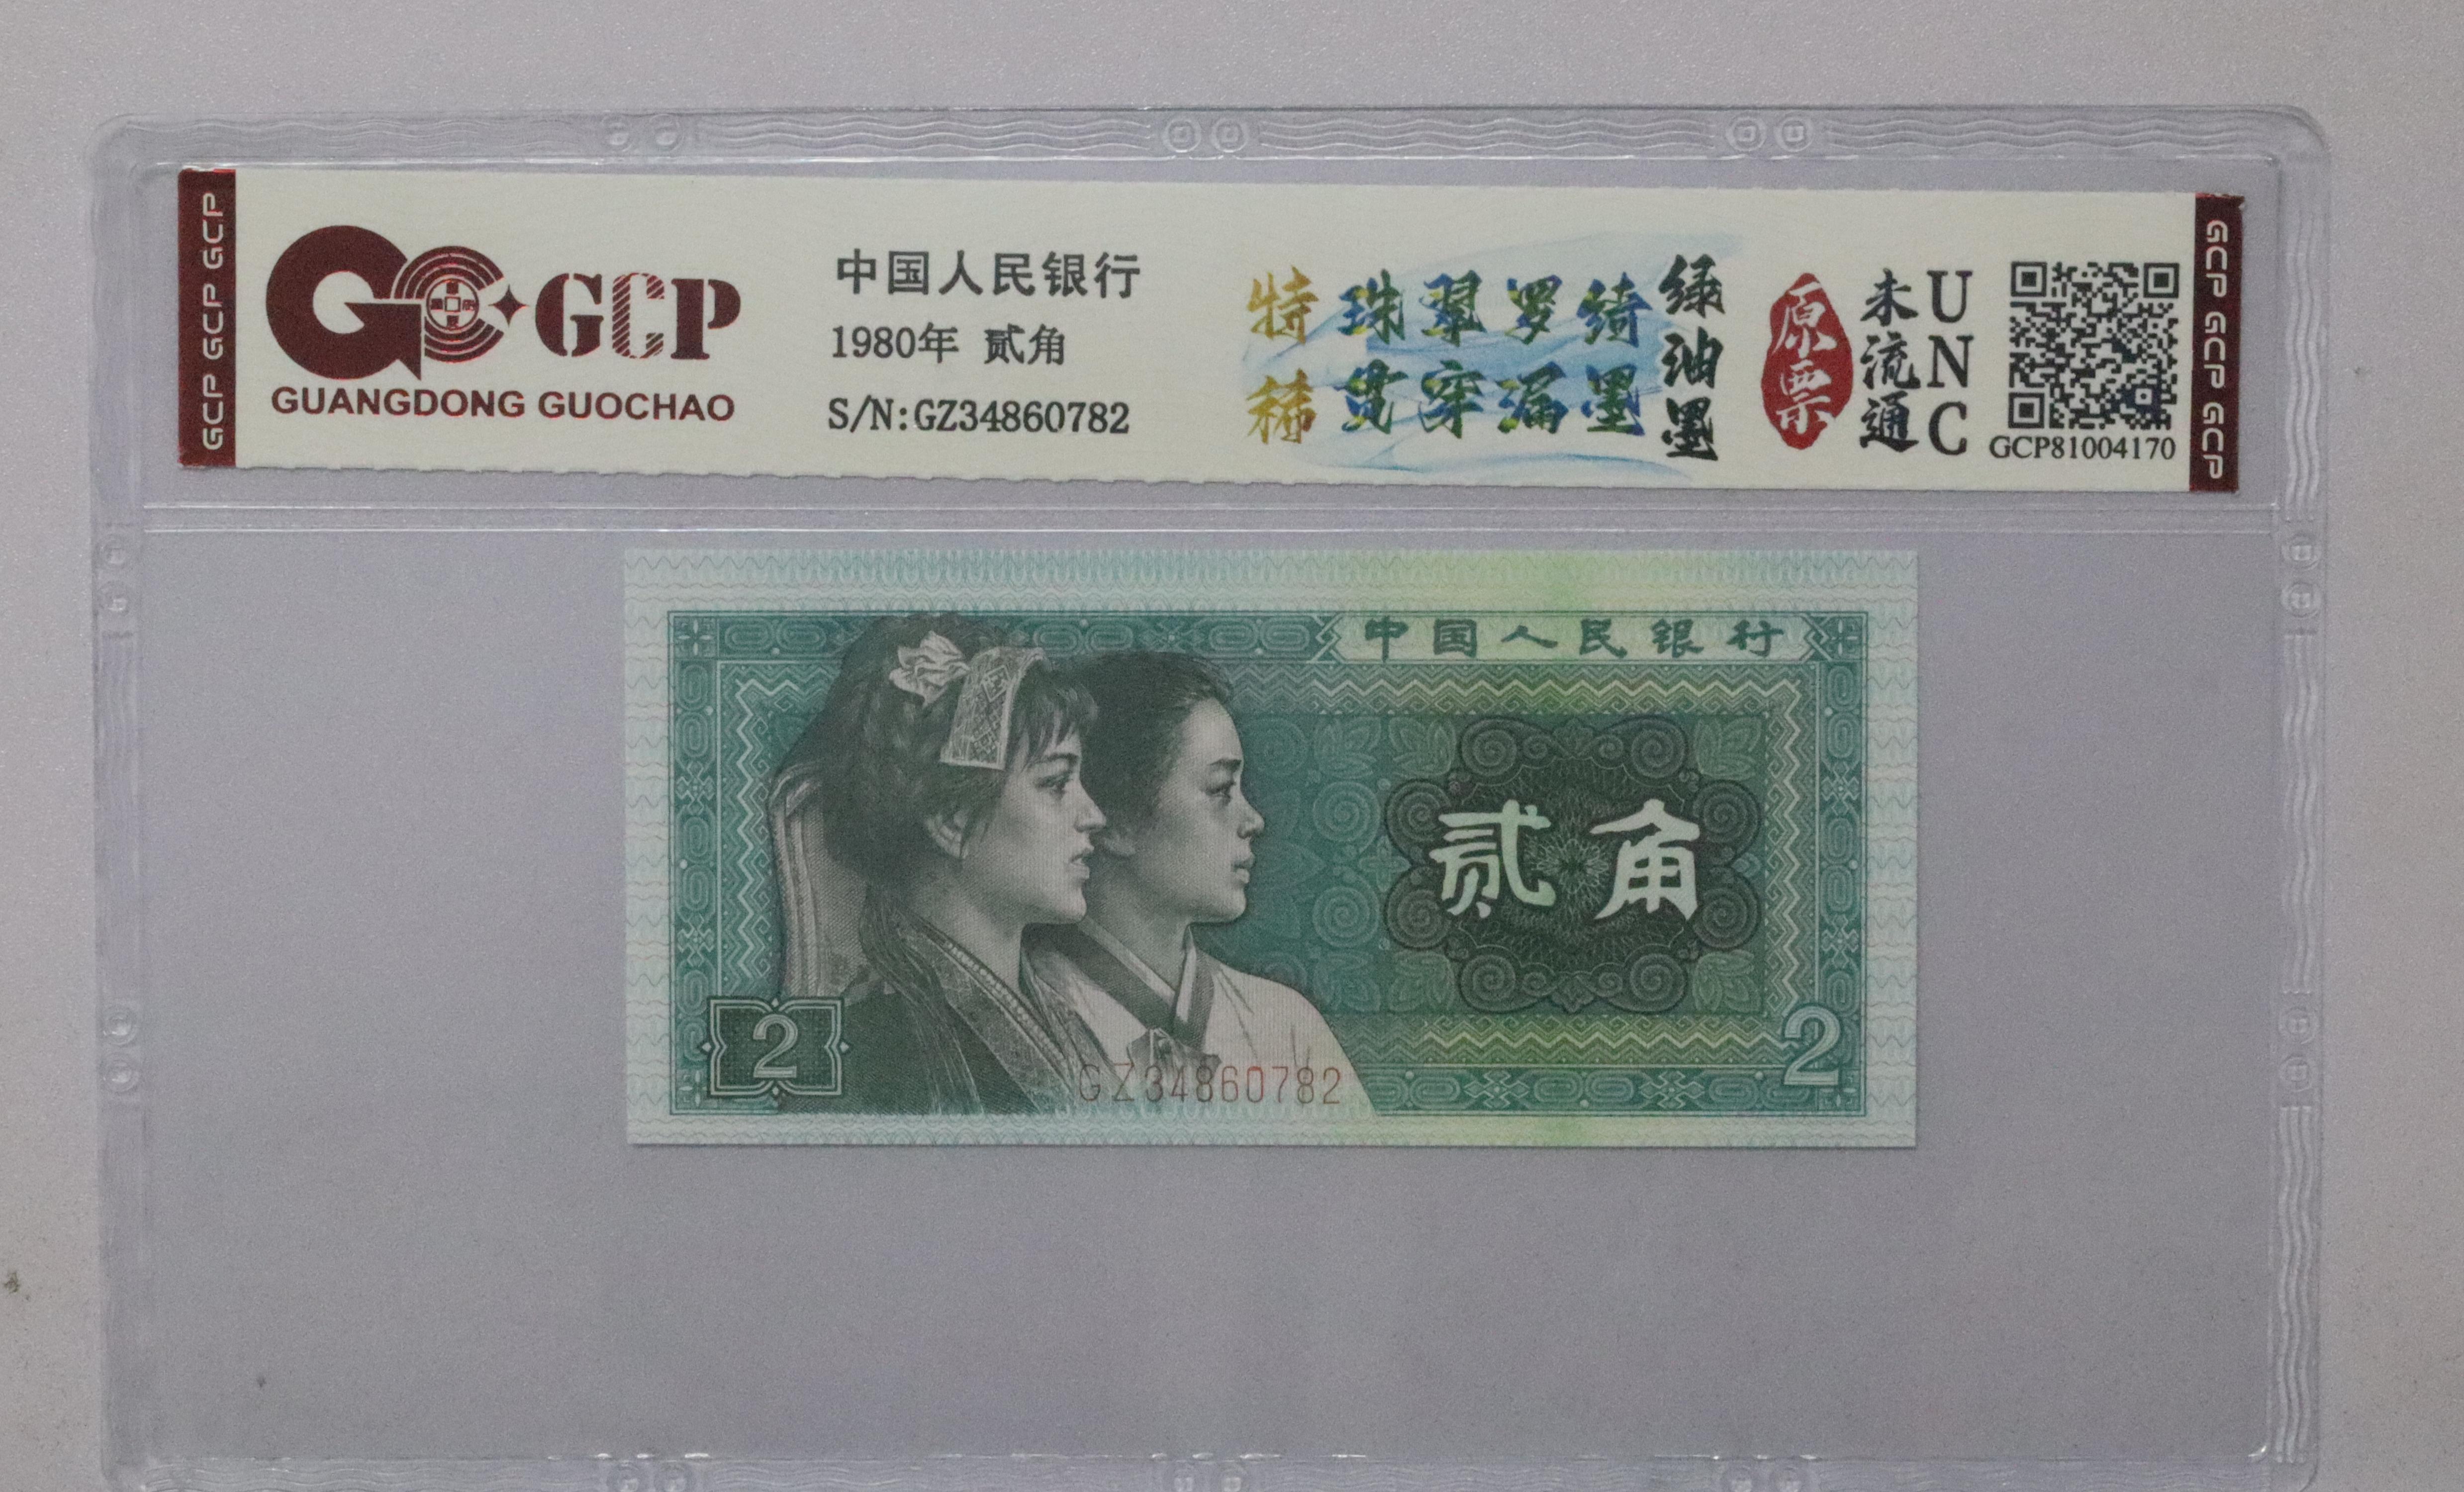 GCP GCP GCP
GCP
GUANGDONG GUOCHAO
中国人民银行
1980年 贰角
S/N:GZ34860782
特稀
珠翠罗绮
贯穿漏墨
绿油墨
原票
未流通
UNC
GCP81004170
GCP GCP GCP
中国人民银行
贰角
2
2
GZ34860782